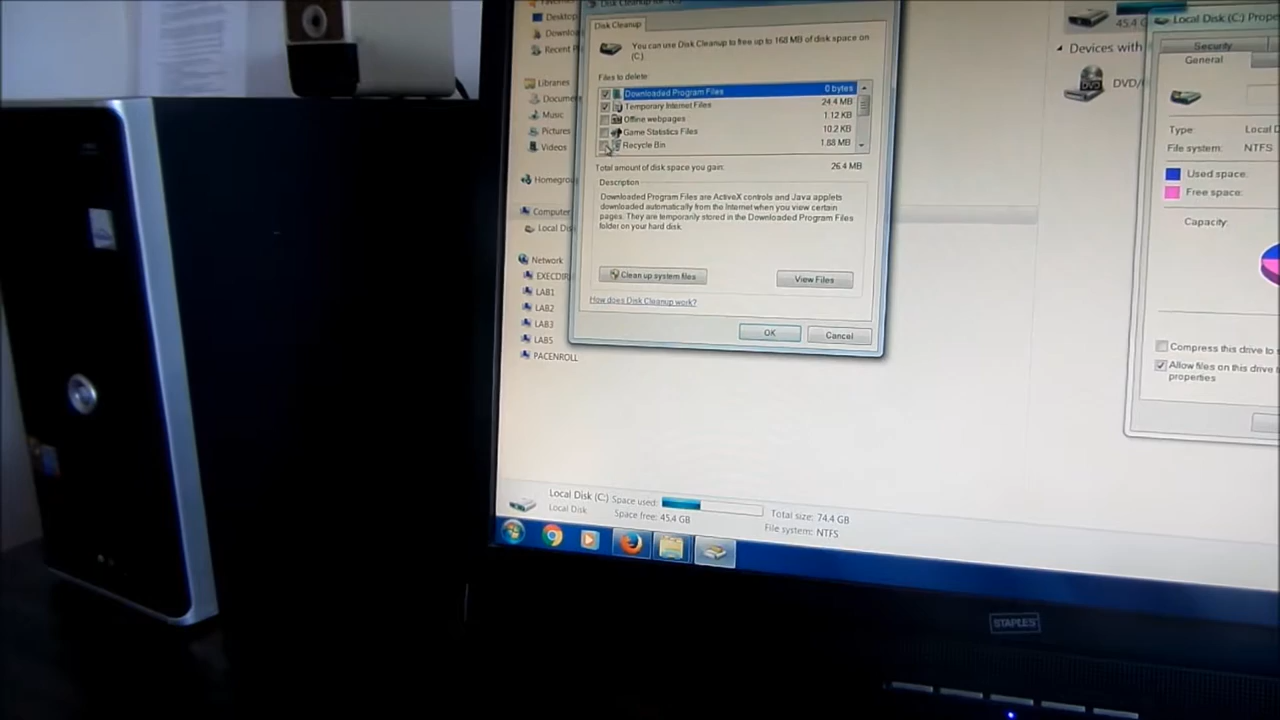 Favorites
Desktop
Downlo
Recent P
Libraries
Docume
Music
Pictures
Videos
Homegrou
Computer
Local Dis
Network
EXECDIR
LAB1
LAB2
LAB3
LAB5
PACENROLL
Disk Cleanup for (C:)
Disk Cleanup
You can use Disk Cleanup to free up to 168 MB of disk space on
(C:)
Files to delete:
Downloaded Program Files 0 bytes
Temporary Internet Files 24.4 MB
Offline webpages 1.12 KB
Game Statistics Files 10.2 KB
Recycle Bin 1.88 MB
Total amount of disk space you gain: 26.4 MB
Description
Downloaded Program Files are ActiveX controls and Java applets
downloaded automatically from the Internet when you view certain
pages. They are temporarily stored in the Downloaded Program Files
folder on your hard disk.
Clean up system files
View Files
How does Disk Cleanup work?
OK
Cancel
45.4 G
Devices with
DVD/
Local Disk (C:) Prope
Security
General
Type: Local D
File system: NTFS
Used space:
Free space:
Capacity:
Compress this drive to
Allow files on this drive
properties
Local Disk (C:) Space used: Total size: 74.4 GB
Local Disk Space free: 45.4 GB File system: NTFS
STAPLES